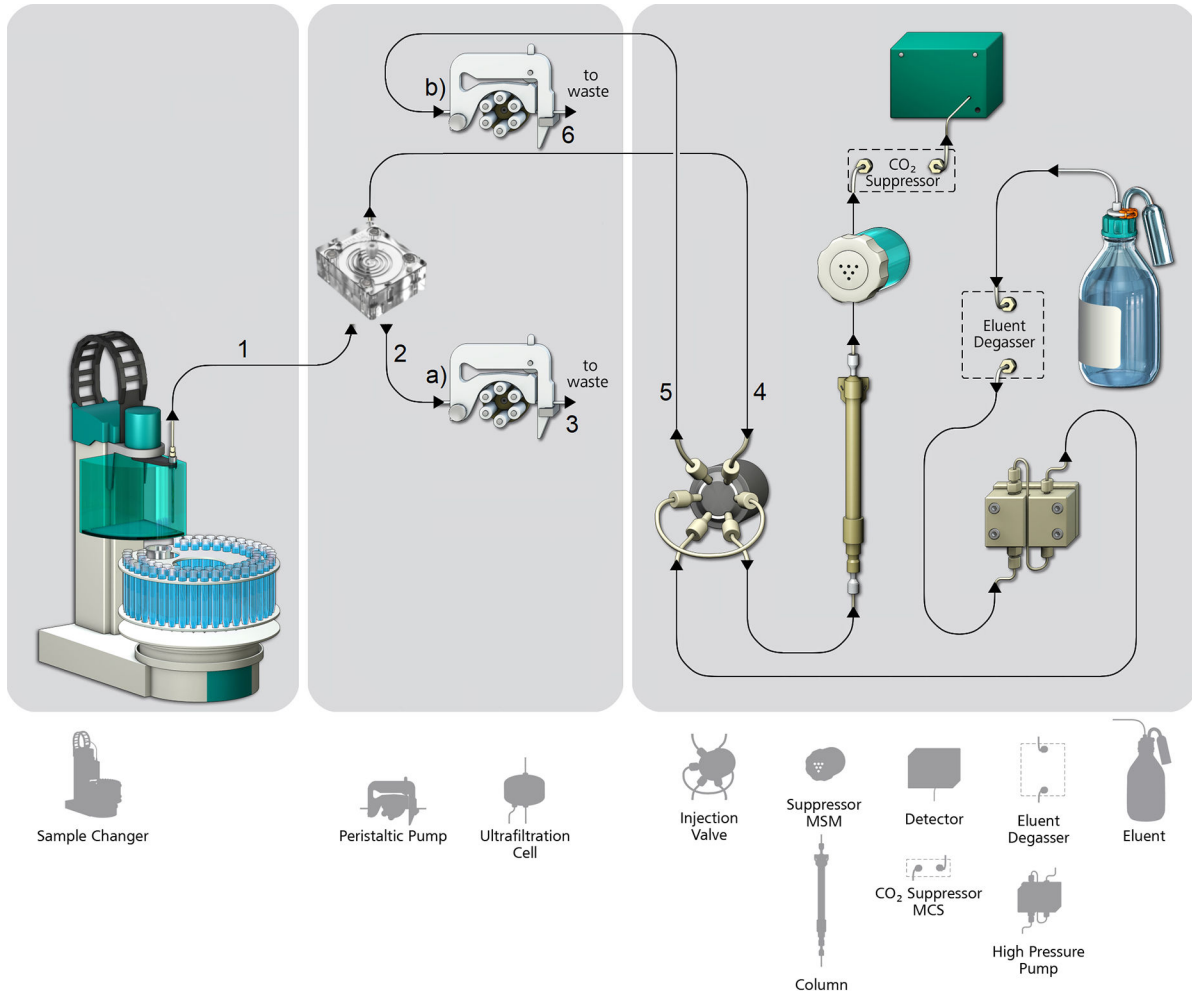 b)
to
waste
6
CO₂
Suppressor
1
2
a)
to
waste
3
5
4
Eluent
Degasser
Sample Changer
Peristaltic Pump
Ultrafiltration
Cell
Injection
Valve
Suppressor
MSM
Detector
Eluent
Degasser
Eluent
CO₂ Suppressor
MCS
High Pressure
Pump
Column